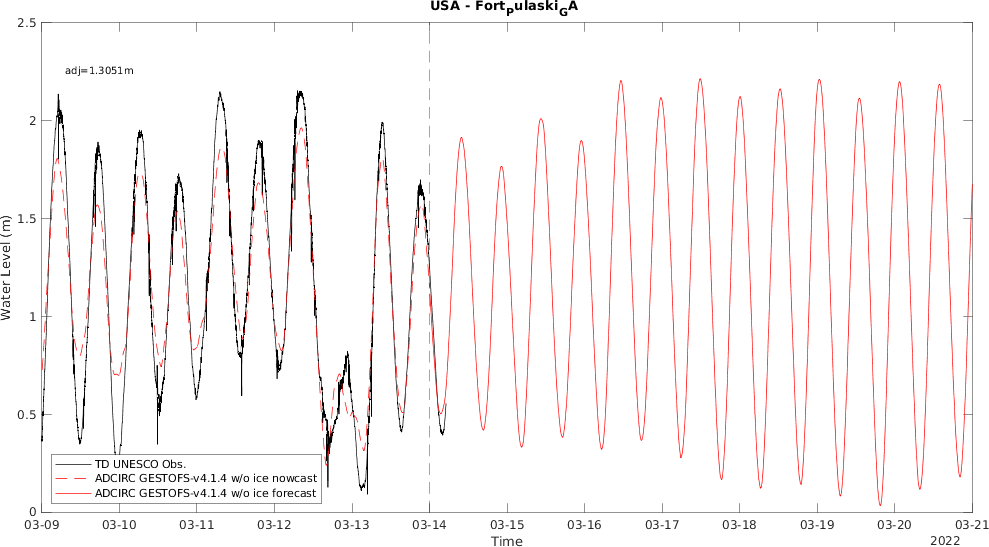 USA - FortPulaskiGA
2.5
adj=1.3051m
2
1.5
Water Level (m)
1
0.5
TD UNESCO Obs.
ADCIRC GESTOFS-v4.1.4 w/o ice nowcast
ADCIRC GESTOFS-v4.1.4 w/o ice forecast
0
03-09 03-10 03-11 03-12 03-13 03-14 03-15 03-16 03-17 03-18 03-19 03-20 03-21
Time
2022